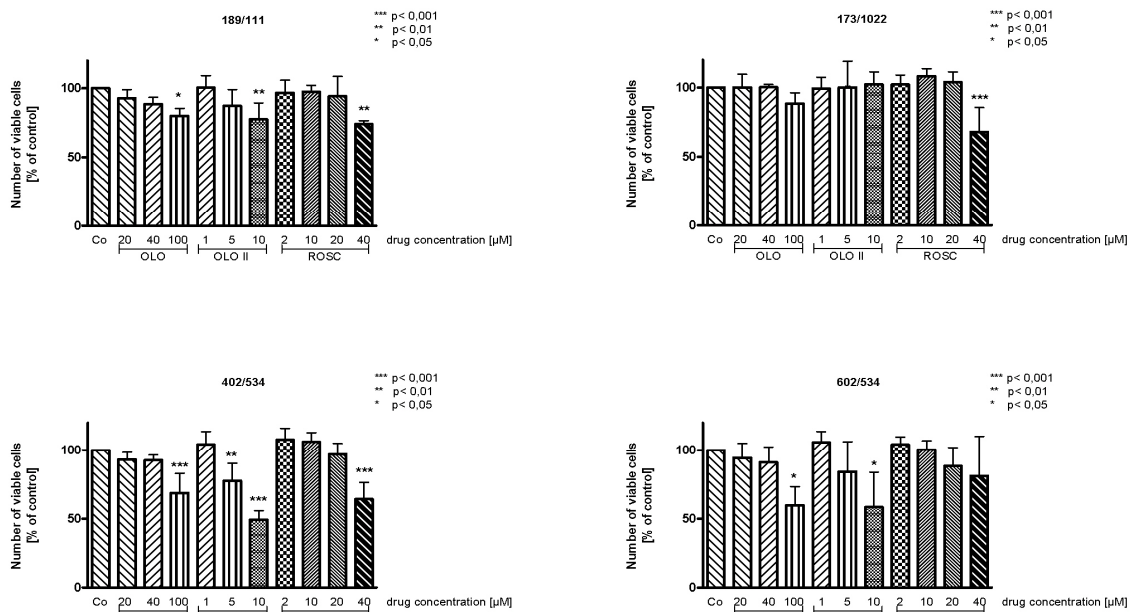 189/111
*** p< 0,001
** p< 0,01
* p< 0,05
Number of viable cells
[% of control]
100
50
0
* ** **
Co 20 40 100 1 5 10 2 10 20 40 drug concentration [µM]
OLO OLO II ROSC
173/1022
*** p< 0,001
** p< 0,01
* p< 0,05
Number of viable cells
[% of control]
100
50
0
***
Co 20 40 100 1 5 10 2 10 20 40 drug concentration [µM]
OLO OLO II ROSC
402/534
*** p< 0,001
** p< 0,01
* p< 0,05
Number of viable cells
[% of control]
100
50
0
*** ** *** ***
Co 20 40 100 1 5 10 2 10 20 40 drug concentration [µM]
602/534
*** p< 0,001
** p< 0,01
* p< 0,05
Number of viable cells
[% of control]
100
50
0
* *
Co 20 40 100 1 5 10 2 10 20 40 drug concentration [µM]